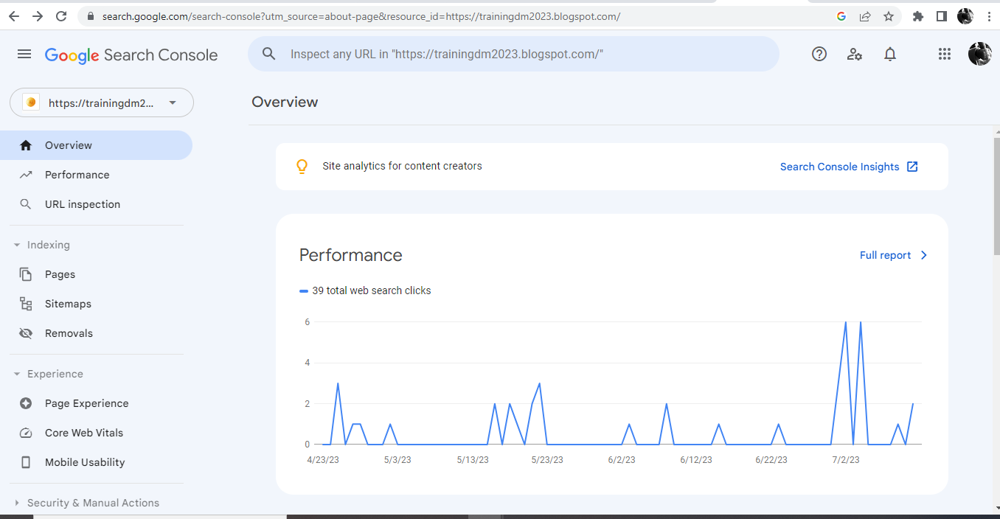 search.google.com/search-console?utm_source=about-page&resource_id=https://trainingdm2023.blogspot.com/
Google Search Console
Inspect any URL in "https://trainingdm2023.blogspot.com/"
https://trainingdm2...
Overview
Overview
Performance
URL inspection
Indexing
Pages
Sitemaps
Removals
Experience
Page Experience
Core Web Vitals
Mobile Usability
Security & Manual Actions
Site analytics for content creators
Search Console Insights
Performance
Full report
39 total web search clicks
6
4
2
0
4/23/23 5/3/23 5/13/23 5/23/23 6/2/23 6/12/23 6/22/23 7/2/23